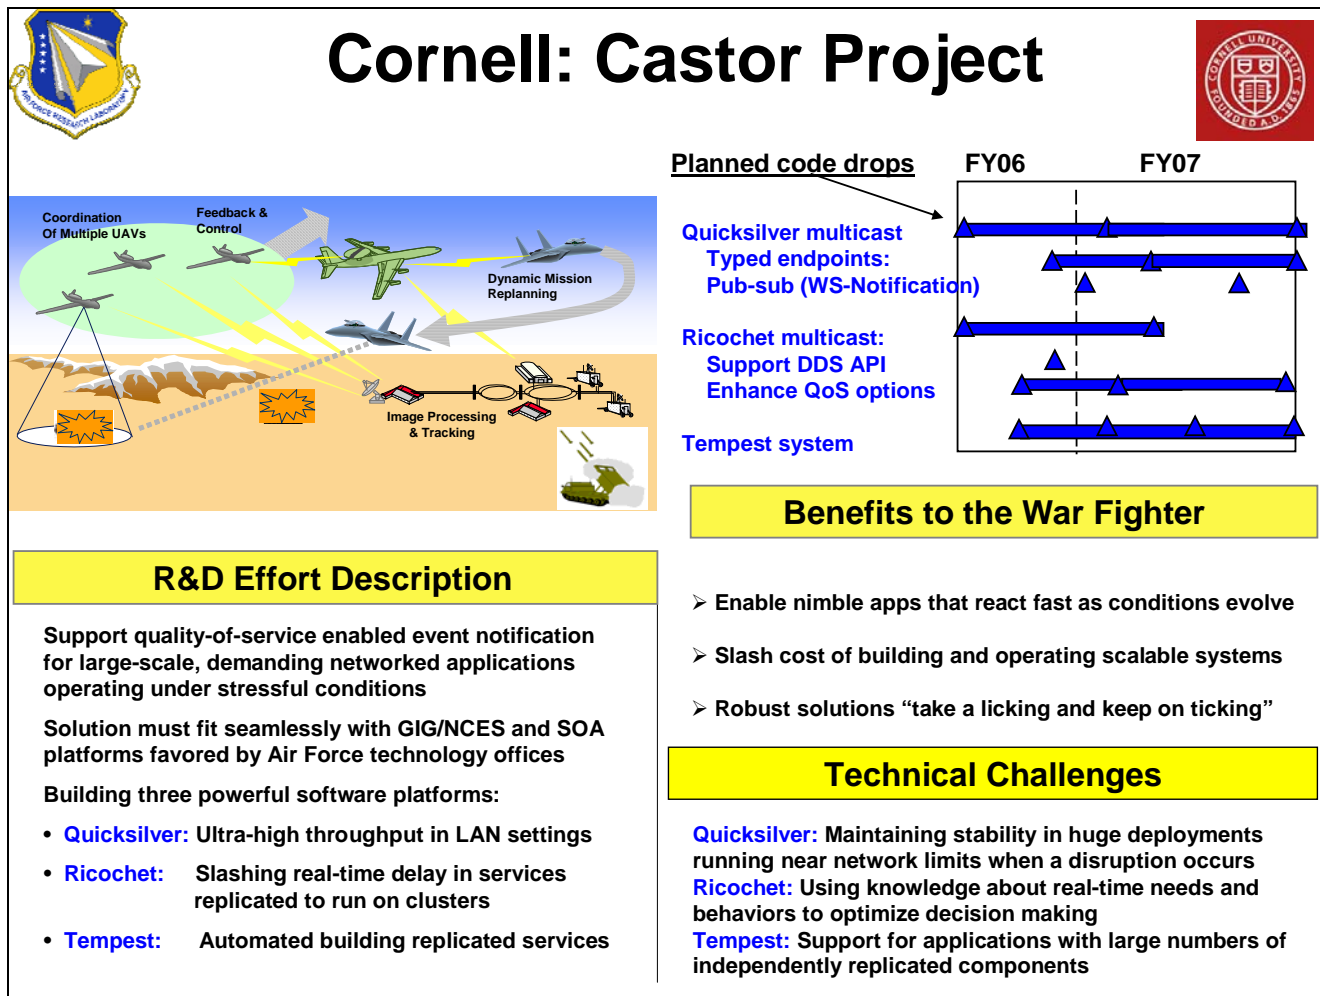 Cornell: Castor Project
AIR FORCE RESEARCH LABORATORY
CORNELL UNIVERSITY
FOUNDED A.D. 1865
Planned code drops
FY06
FY07
Quicksilver multicast
Typed endpoints:
Pub-sub (WS-Notification)
Ricochet multicast:
Support DDS API
Enhance QoS options
Tempest system
Coordination
Of Multiple UAVs
Feedback &
Control
Dynamic Mission
Replanning
Image Processing
& Tracking
Benefits to the War Fighter
➢ Enable nimble apps that react fast as conditions evolve
➢ Slash cost of building and operating scalable systems
➢ Robust solutions “take a licking and keep on ticking”
R&D Effort Description
Support quality-of-service enabled event notification
for large-scale, demanding networked applications
operating under stressful conditions
Solution must fit seamlessly with GIG/NCES and SOA
platforms favored by Air Force technology offices
Building three powerful software platforms:
• Quicksilver: Ultra-high throughput in LAN settings
• Ricochet: Slashing real-time delay in services
replicated to run on clusters
• Tempest: Automated building replicated services
Technical Challenges
Quicksilver: Maintaining stability in huge deployments
running near network limits when a disruption occurs
Ricochet: Using knowledge about real-time needs and
behaviors to optimize decision making
Tempest: Support for applications with large numbers of
independently replicated components